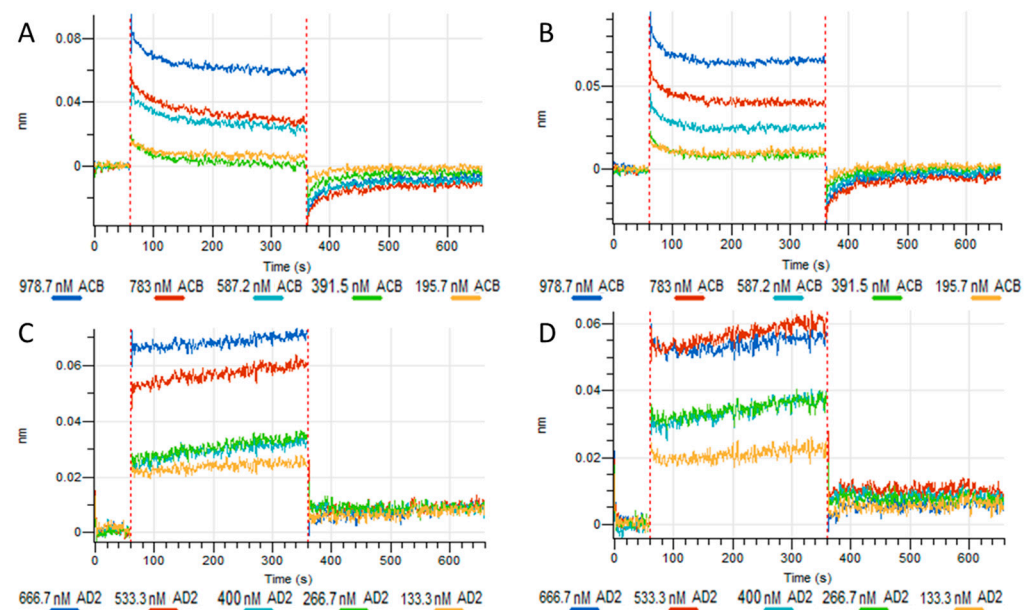 A
0.08
0.04
0
nm
0 100 200 300 400 500 600
Time (s)
978.7 nM ACB 783 nM ACB 587.2 nM ACB 391.5 nM ACB 195.7 nM ACB
B
0.05
0
nm
0 100 200 300 400 500 600
Time (s)
978.7 nM ACB 783 nM ACB 587.2 nM ACB 391.5 nM ACB 195.7 nM ACB
C
0.06
0.04
0.02
0
nm
0 100 200 300 400 500 600
Time (s)
666.7 nM AD2 533.3 nM AD2 400 nM AD2 266.7 nM AD2 133.3 nM AD2
D
0.06
0.04
0.02
0
nm
0 100 200 300 400 500 600
Time (s)
666.7 nM AD2 533.3 nM AD2 400 nM AD2 266.7 nM AD2 133.3 nM AD2